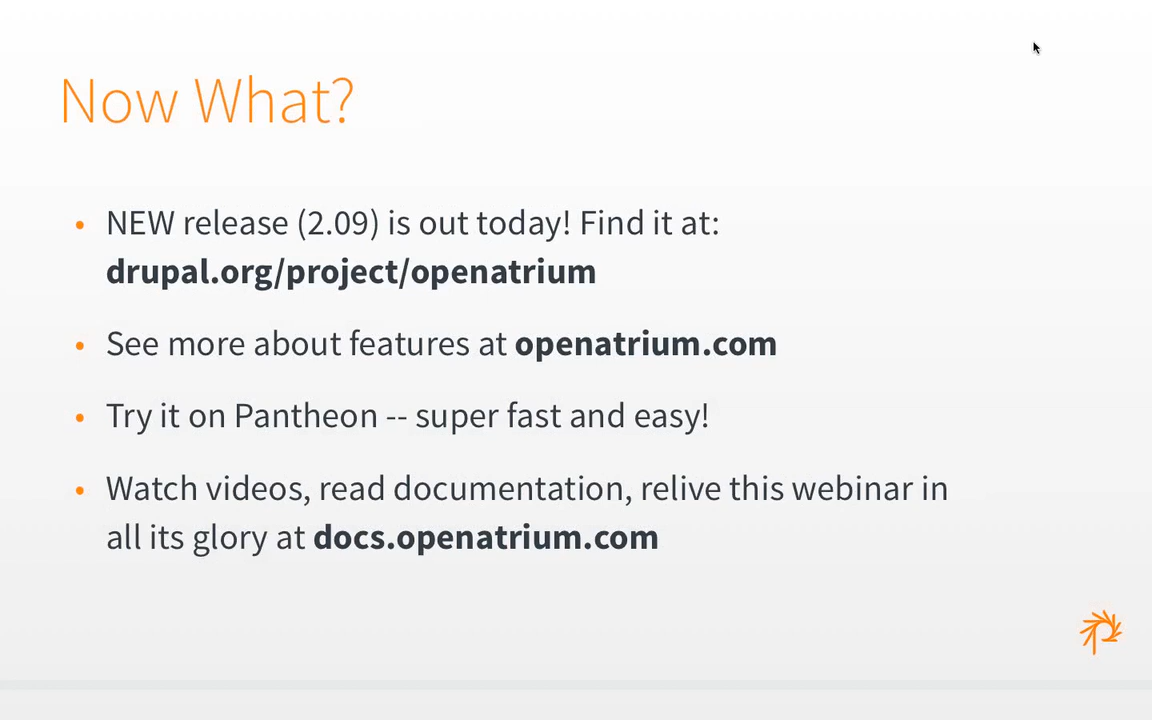 Now What?
• NEW release (2.09) is out today! Find it at:
drupal.org/project/openatrium
• See more about features at openatrium.com
• Try it on Pantheon -- super fast and easy!
• Watch videos, read documentation, relive this webinar in
all its glory at docs.openatrium.com